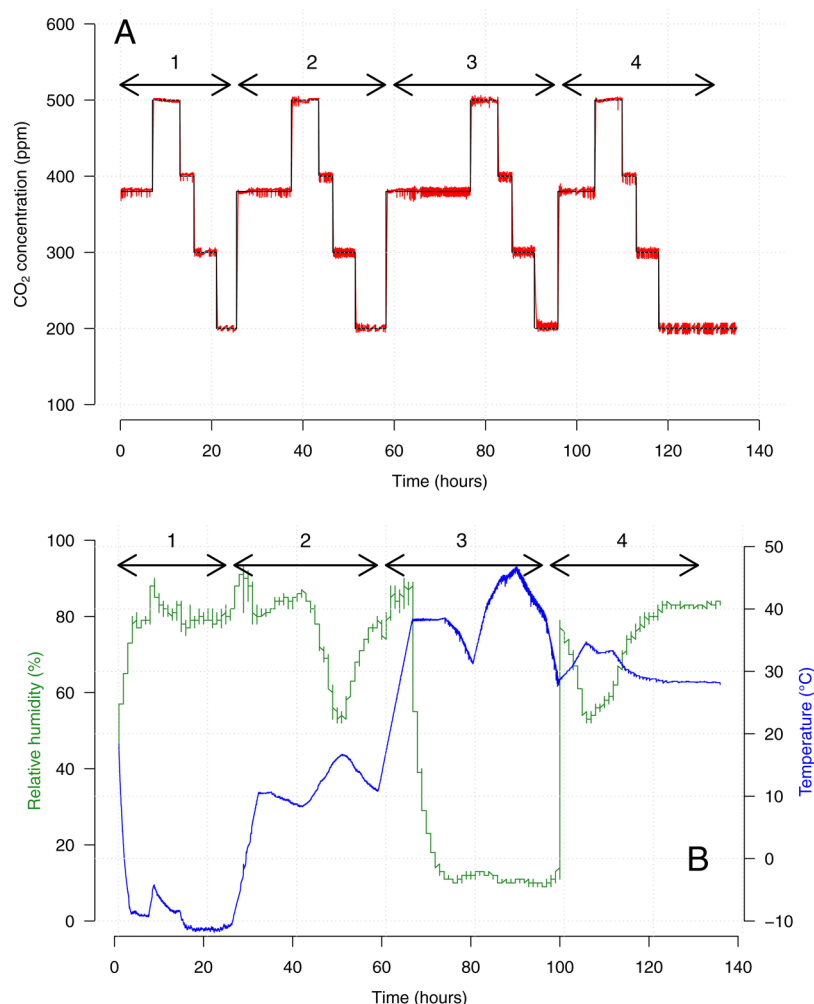 A
600
500
400
300
200
100
CO2 concentration (ppm)
1 2 3 4
0 20 40 60 80 100 120 140
Time (hours)
100
80
60
40
20
0
Relative humidity (%)
1 2 3 4
50
40
30
20
10
0
−10
Temperature (°C)
B
0 20 40 60 80 100 120 140
Time (hours)